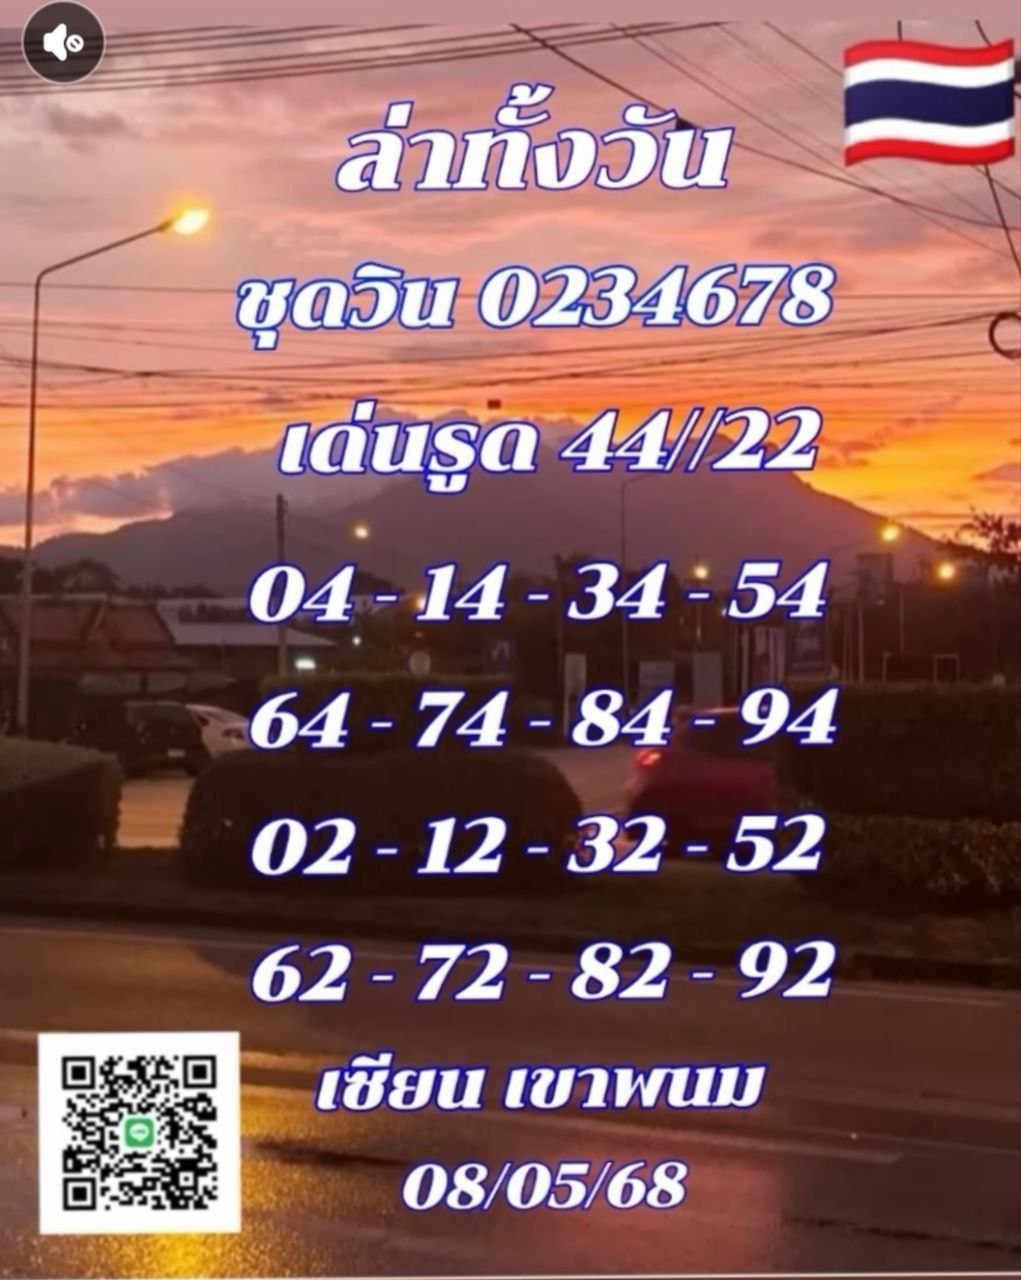 ล่าทั้งวัน
ชุดวิน 0234678
เด่นรูด 44//22
04 - 14 - 34 - 54
64 - 74 - 84 - 94
02 - 12 - 32 - 52
62 - 72 - 82 - 92
เซียน เขาพนม
08/05/68